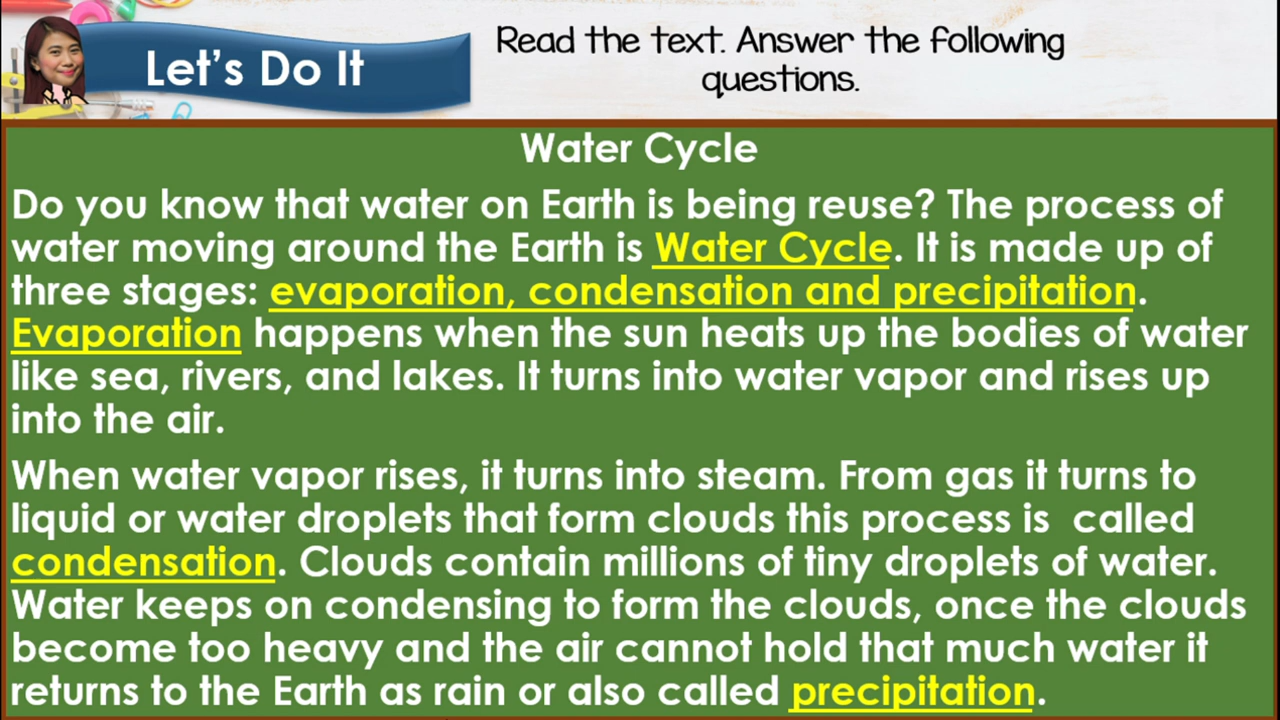 Let's Do It
Read the text. Answer the following
questions.
Water Cycle
Do you know that water on Earth is being reuse? The process of
water moving around the Earth is Water Cycle. It is made up of
three stages: evaporation, condensation and precipitation.
Evaporation happens when the sun heats up the bodies of water
like sea, rivers, and lakes. It turns into water vapor and rises up
into the air.
When water vapor rises, it turns into steam. From gas it turns to
liquid or water droplets that form clouds this process is called
condensation. Clouds contain millions of tiny droplets of water.
Water keeps on condensing to form the clouds, once the clouds
become too heavy and the air cannot hold that much water it
returns to the Earth as rain or also called precipitation.